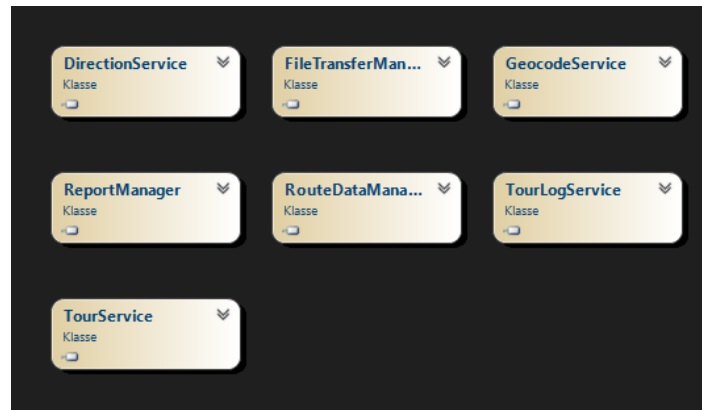 DirectionService
Klasse
FileTransferMan...
Klasse
GeocodeService
Klasse
ReportManager
Klasse
RouteDataMana...
Klasse
TourLogService
Klasse
TourService
Klasse